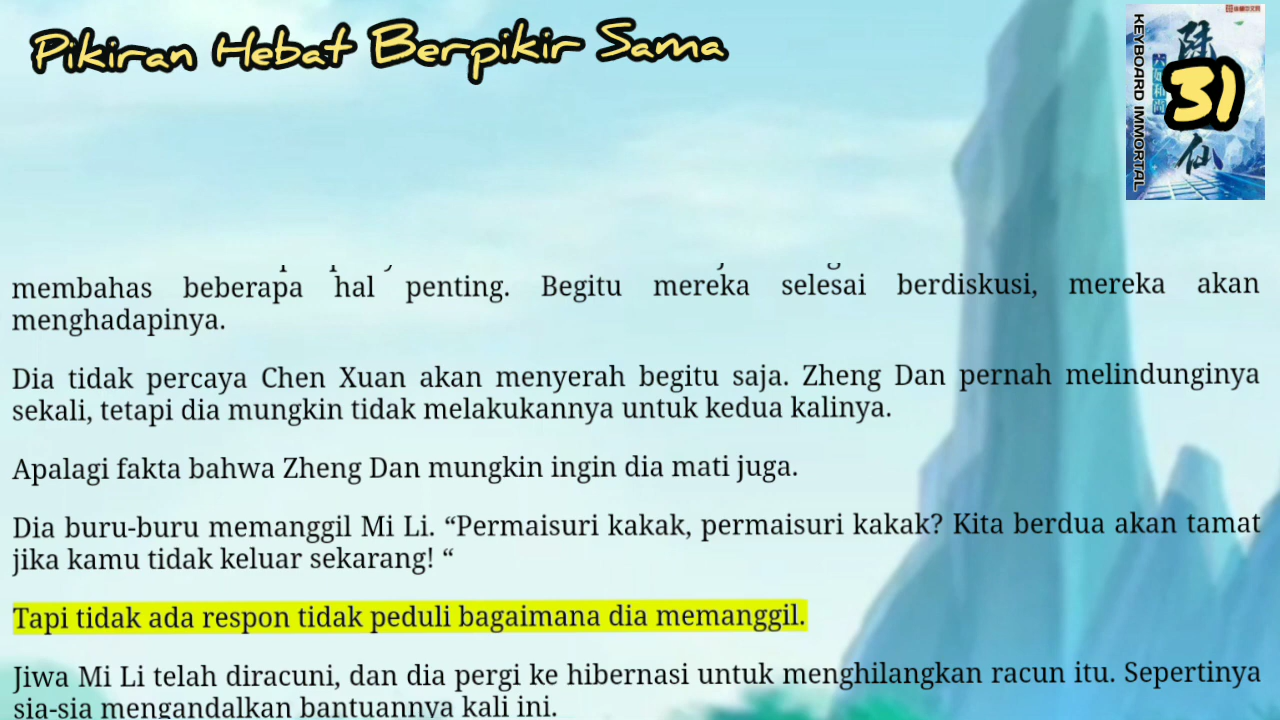 Pikiran Hebat Berpikir Sama
KEYBOARD IMMORTAL
31
仙
membahas beberapa hal penting. Begitu mereka selesai berdiskusi, mereka akan
menghadapinya.
Dia tidak percaya Chen Xuan akan menyerah begitu saja. Zheng Dan pernah melindunginya
sekali, tetapi dia mungkin tidak melakukannya untuk kedua kalinya.
Apalagi fakta bahwa Zheng Dan mungkin ingin dia mati juga.
Dia buru-buru memanggil Mi Li. “Permaisuri kakak, permaisuri kakak? Kita berdua akan tamat
jika kamu tidak keluar sekarang! “
Tapi tidak ada respon tidak peduli bagaimana dia memanggil.
Jiwa Mi Li telah diracuni, dan dia pergi ke hibernasi untuk menghilangkan racun itu. Sepertinya
sia-sia mengandalkan bantuannya kali ini.